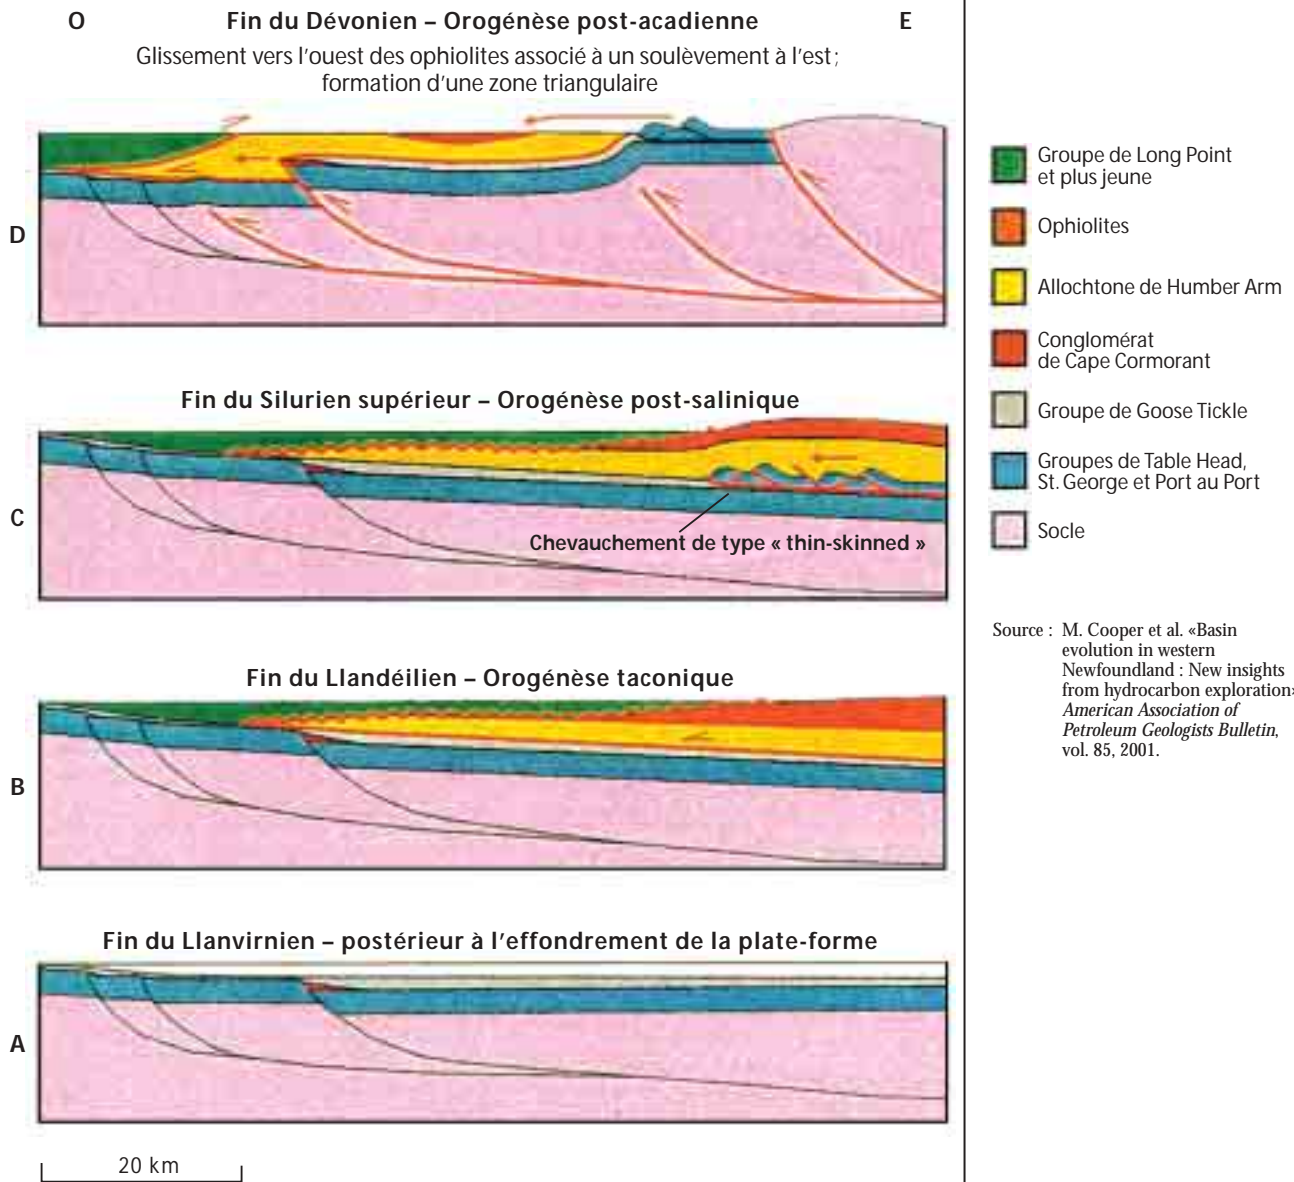 O
Fin du Dévonien – Orogénèse post-acadienne
E
Glissement vers l'ouest des ophiolites associé à un soulèvement à l'est;
formation d'une zone triangulaire
D
Fin du Silurien supérieur – Orogénèse post-salinique
C
Chevauchement de type « thin-skinned »
Fin du Llandéilien – Orogénèse taconique
B
Fin du Llanvirnien – postérieur à l'effondrement de la plate-forme
A
20 km
Groupe de Long Point
et plus jeune
Ophiolites
Allochtone de Humber Arm
Conglomérat
de Cape Cormorant
Groupe de Goose Tickle
Groupes de Table Head,
St. George et Port au Port
Socle
Source : M. Cooper et al. «Basin
evolution in western
Newfoundland : New insights
from hydrocarbon exploration»
American Association of
Petroleum Geologists Bulletin,
vol. 85, 2001.